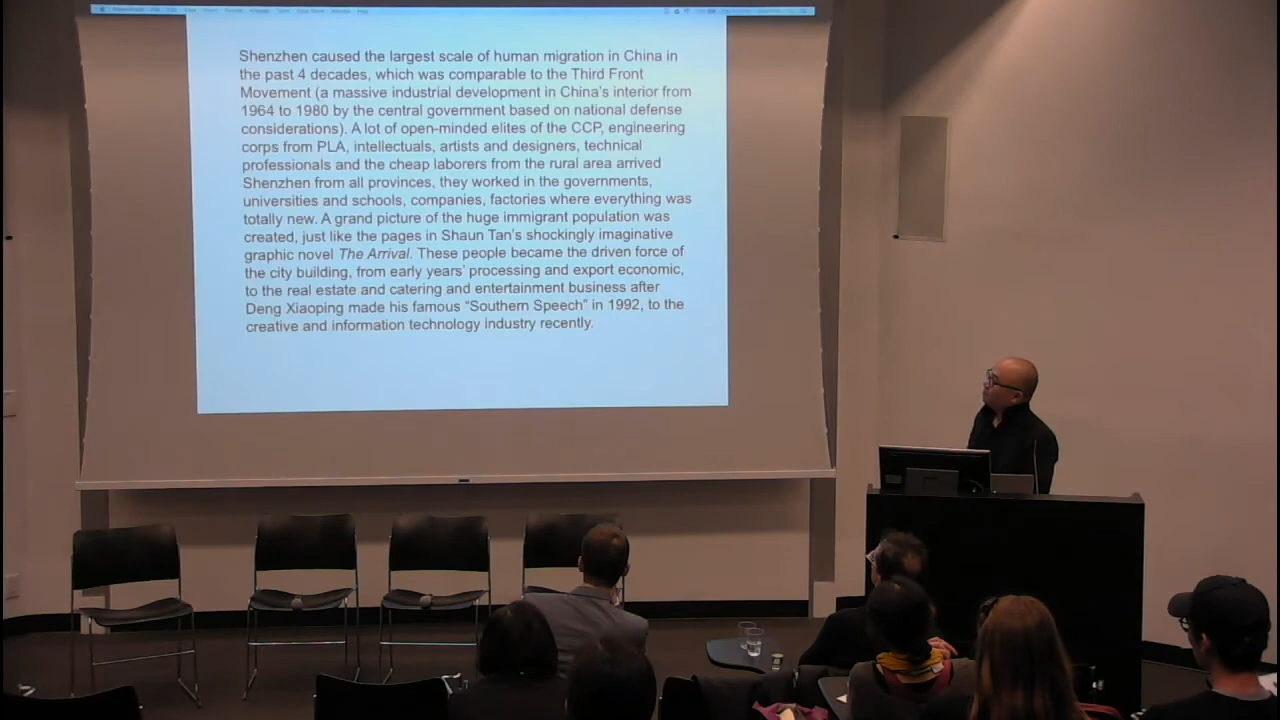 Shenzhen caused the largest scale of human migration in China in
the past 4 decades, which was comparable to the Third Front
Movement (a massive industrial development in China's interior from
1964 to 1980 by the central government based on national defense
considerations). A lot of open-minded elites of the CCP, engineering
corps from PLA, intellectuals, artists and designers, technical
professionals and the cheap laborers from the rural area arrived
Shenzhen from all provinces, they worked in the governments,
universities and schools, companies, factories where everything was
totally new. A grand picture of the huge immigrant population was
created, just like the pages in Shaun Tan's shockingly imaginative
graphic novel The Arrival. These people became the driven force of
the city building, from early years' processing and export economic,
to the real estate and catering and entertainment business after
Deng Xiaoping made his famous “Southern Speech” in 1992, to the
creative and information technology industry recently.